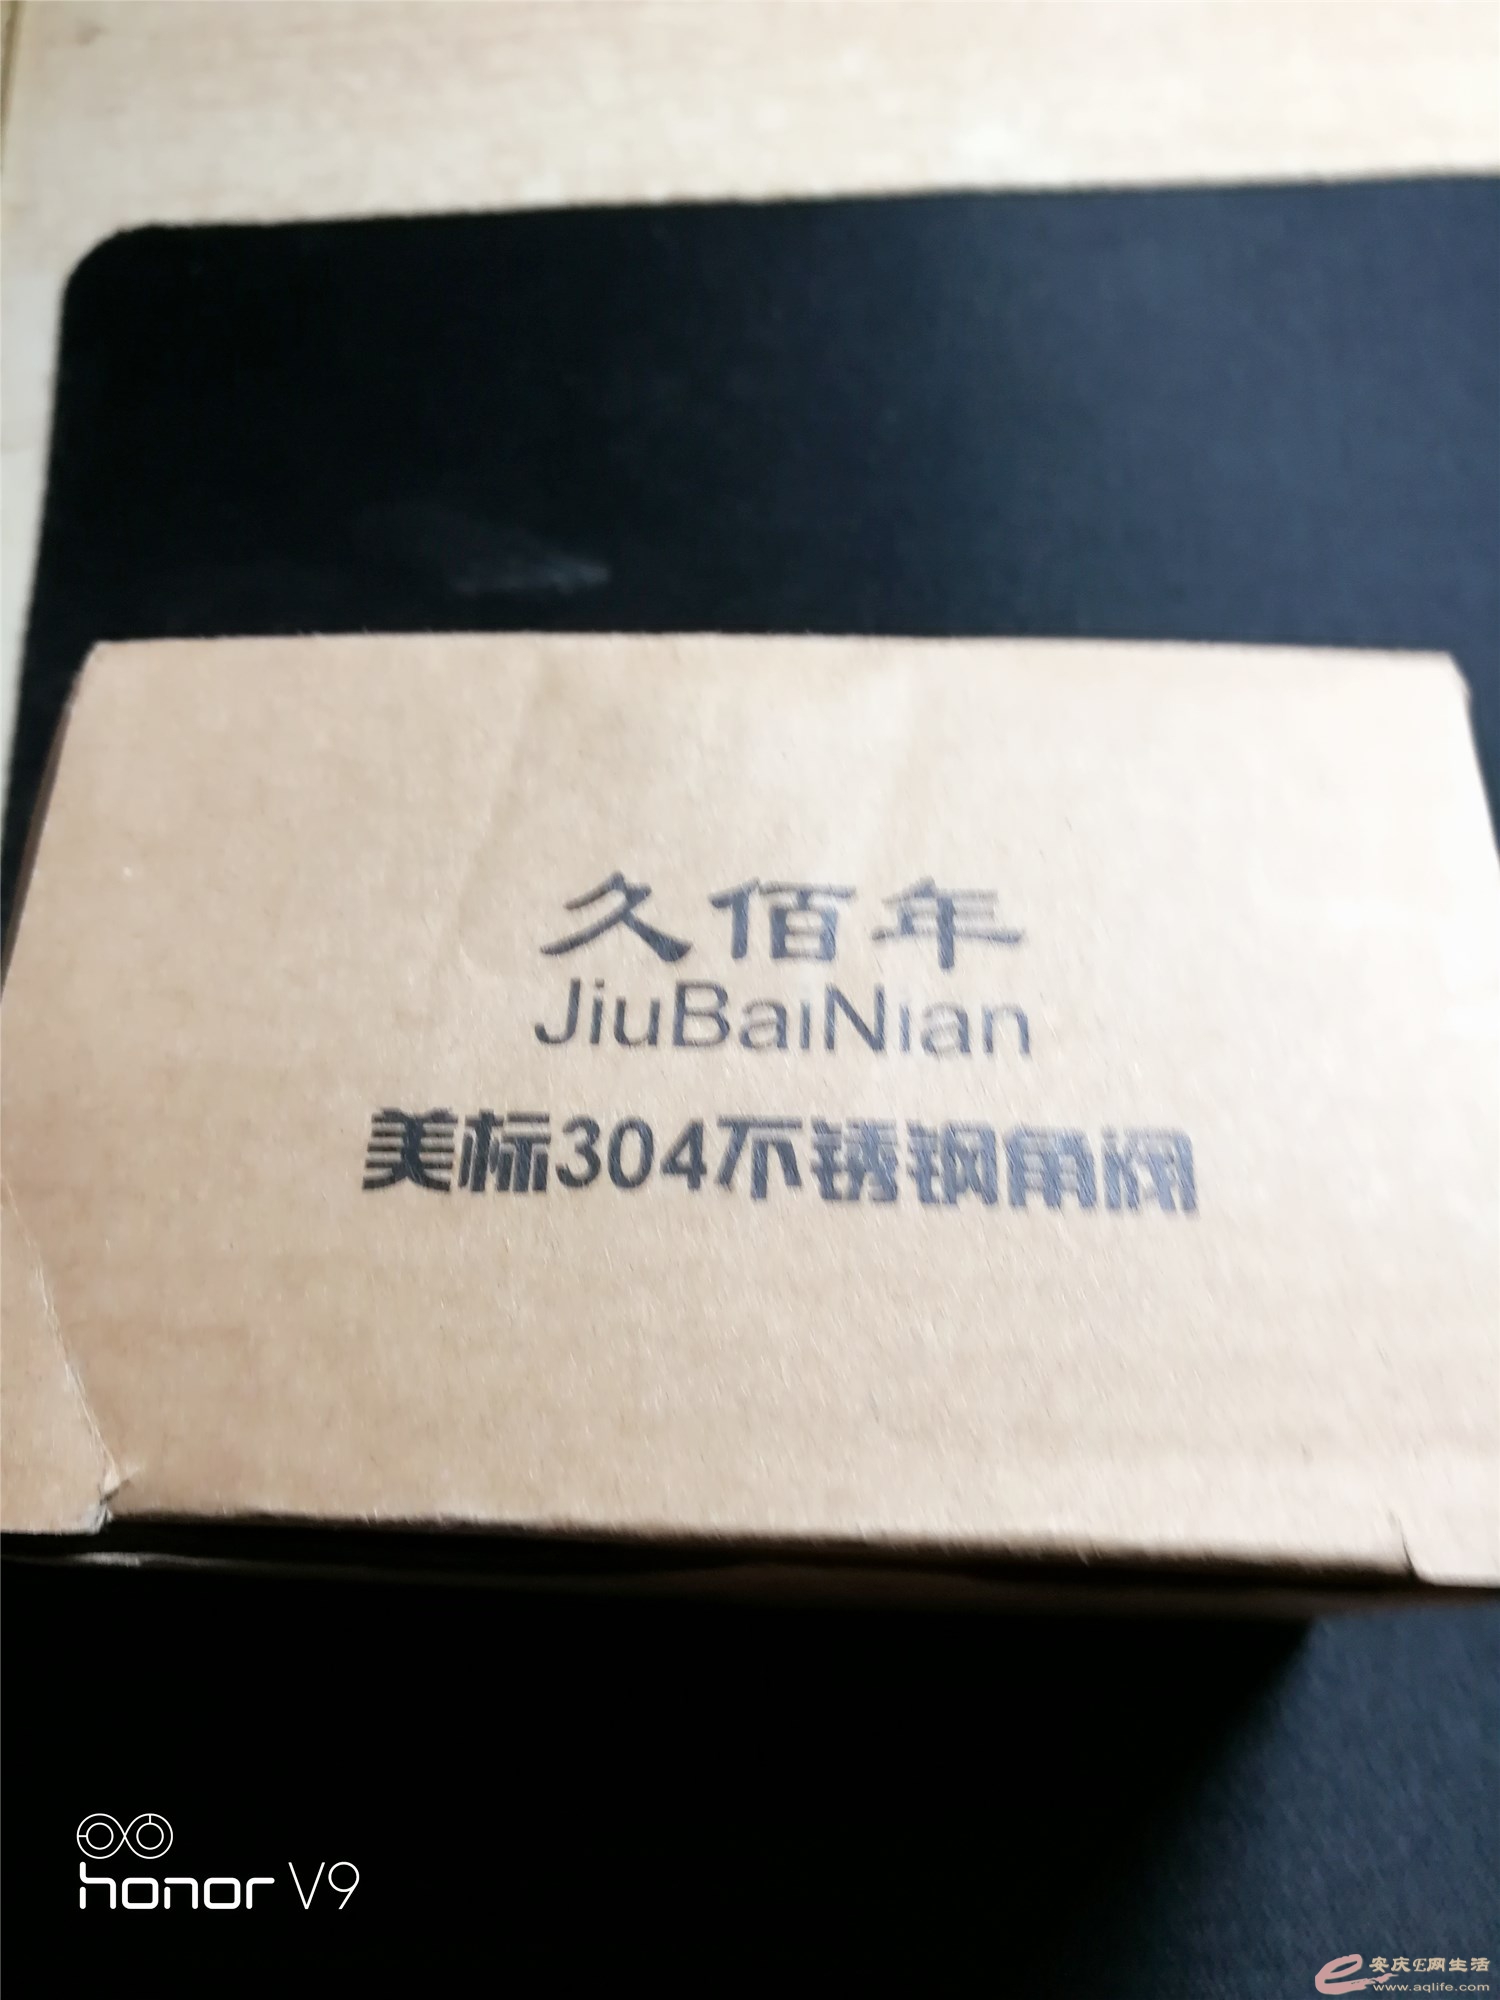 久佰年
JiuBaiNian
美标304不锈钢角阀
honor V9
安庆E网生活
www.aqlife.com